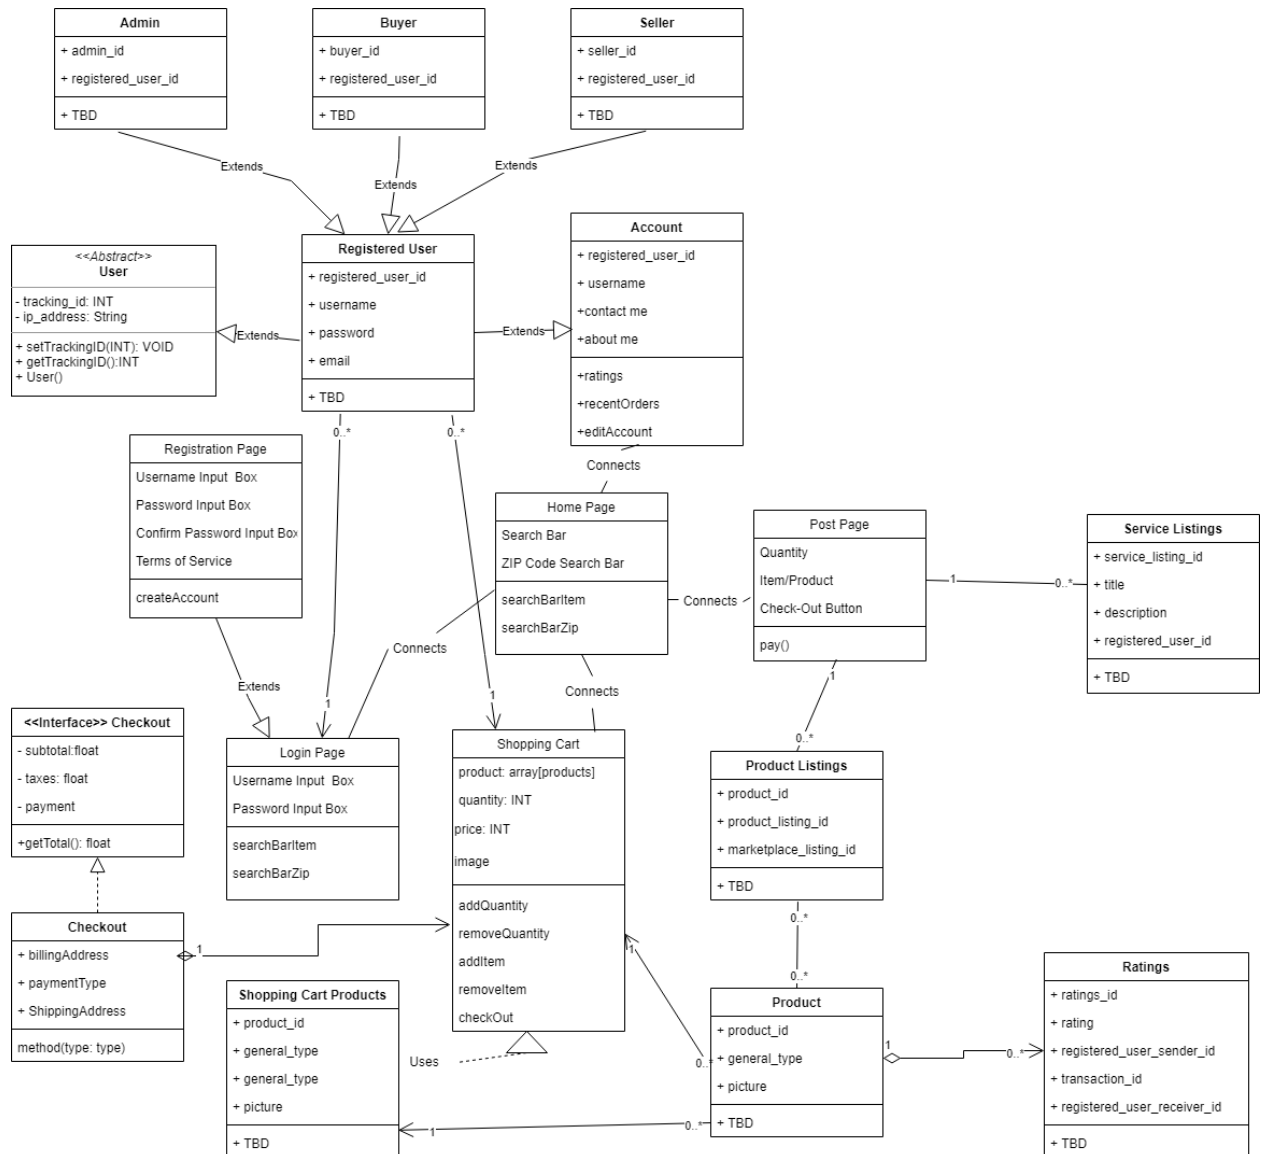 Admin
+ admin_id
+ registered_user_id
+ TBD
Buyer
+ buyer_id
+ registered_user_id
+ TBD
Seller
+ seller_id
+ registered_user_id
+ TBD
Extends
Extends
Extends
<<Abstract>>
User
- tracking_id: INT
- ip_address: String
+ setTrackingID(INT): VOID
+ getTrackingID():INT
+ User()
Extends
Registered User
+ registered_user_id
+ username
+ password
+ email
+ TBD
Extends
Account
+ registered_user_id
+ username
+contact me
+about me
+ratings
+recentOrders
+editAccount
0..*
0..*
Registration Page
Username Input  Box
Password Input Box
Confirm Password Input Box
Terms of Service
createAccount
Connects
Home Page
Search Bar
ZIP Code Search Bar
searchBarItem
searchBarZip
Connects
Post Page
Quantity
Item/Product
Check-Out Button
pay()
1
0..*
Service Listings
+ service_listing_id
+ title
+ description
+ registered_user_id
+ TBD
Connects
Extends
Connects
1
1
1
0..*
<<Interface>> Checkout
- subtotal:float
- taxes: float
- payment
+getTotal(): float
Login Page
Username Input  Box
Password Input Box
searchBarItem
searchBarZip
Shopping Cart
product: array[products]
quantity: INT
price: INT
image
addQuantity
removeQuantity
addItem
removeItem
checkOut
Product Listings
+ product_id
+ product_listing_id
+ marketplace_listing_id
+ TBD
Checkout
+ billingAddress
+ paymentType
+ ShippingAddress
method(type: type)
1
1
0..*
0..*
Shopping Cart Products
+ product_id
+ general_type
+ general_type
+ picture
+ TBD
Uses
0..*
Product
+ product_id
+ general_type
+ picture
+ TBD
1
0..*
1
0..*
Ratings
+ ratings_id
+ rating
+ registered_user_sender_id
+ transaction_id
+ registered_user_receiver_id
+ TBD